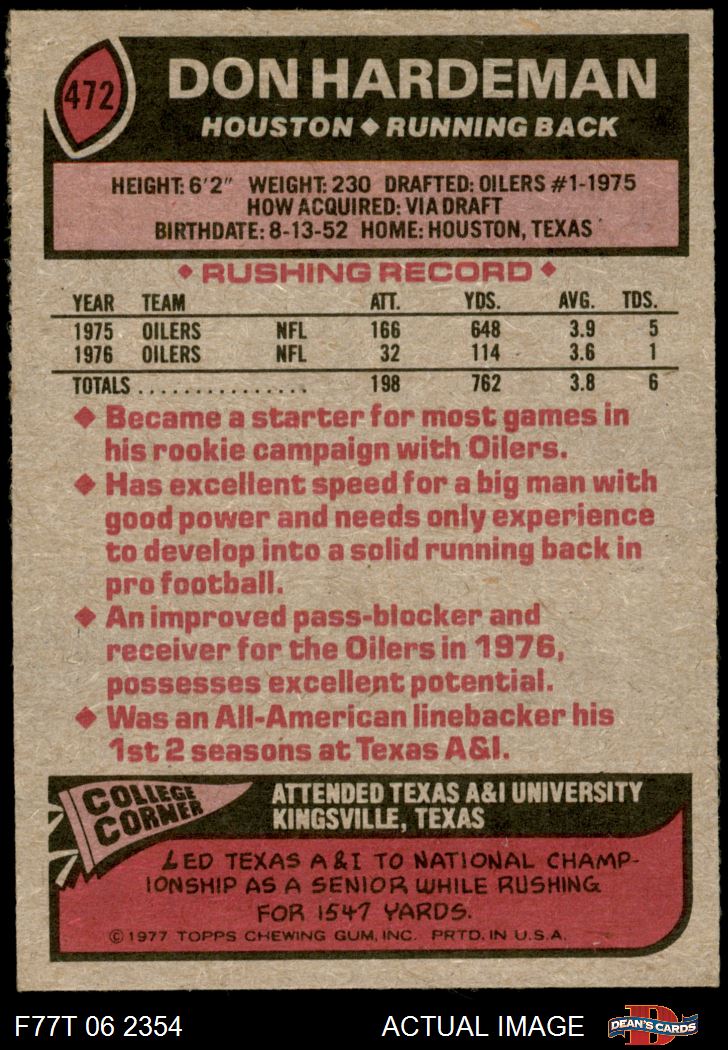 472
DON HARDEMAN
HOUSTON ◆ RUNNING BACK
HEIGHT: 6'2" WEIGHT: 230 DRAFTED: OILERS #1-1975
HOW ACQUIRED: VIA DRAFT
BIRTHDATE: 8-13-52 HOME: HOUSTON, TEXAS
◆ RUSHING RECORD ◆
YEAR TEAM ATT. YDS. AVG. TDS.
1975 OILERS NFL 166 648 3.9 5
1976 OILERS NFL 32 114 3.6 1
TOTALS ................ 198 762 3.8 6
◆ Became a starter for most games in
his rookie campaign with Oilers.
◆ Has excellent speed for a big man with
good power and needs only experience
to develop into a solid running back in
pro football.
◆ An improved pass-blocker and
receiver for the Oilers in 1976,
possesses excellent potential.
◆ Was an All-American linebacker his
1st 2 seasons at Texas A&I.
COLLEGE
CORNER
ATTENDED TEXAS A&I UNIVERSITY
KINGSVILLE, TEXAS
LED TEXAS A & I TO NATIONAL CHAMP-
IONSHIP AS A SENIOR WHILE RUSHING
FOR 1547 YARDS.
© 1977 TOPPS CHEWING GUM, INC. PRTD. IN U.S.A.
F77T 06 2354 ACTUAL IMAGE
D
DEAN'S CARDS